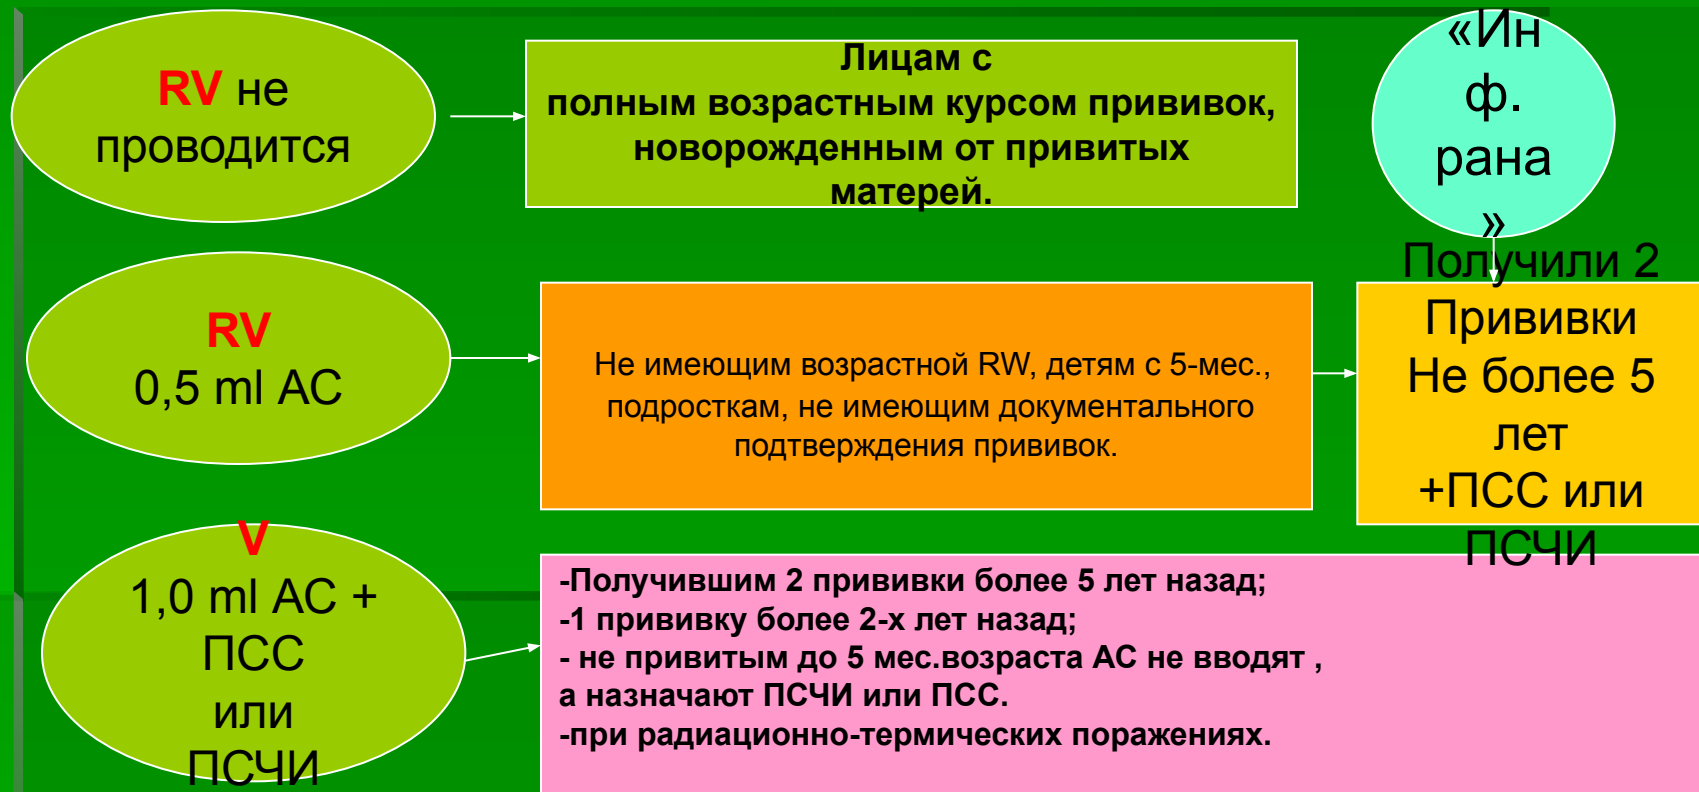 RV не
проводится
Лицам с
полным возрастным курсом прививок,
новорожденным от привитых
матерей.
«Ин
ф.
рана
»
RV
0,5 ml АС
Не имеющим возрастной RW, детям с 5-мес.,
подросткам, не имеющим документального
подтверждения прививок.
Получили 2
Прививки
Не более 5
лет
+ПСС или
ПСЧИ
V
1,0 ml АС +
ПСС
или
ПСЧИ
-Получившим 2 прививки более 5 лет назад;
-1 прививку более 2-х лет назад;
- не привитым до 5 мес.возраста АС не вводят ,
а назначают ПСЧИ или ПСС.
-при радиационно-термических поражениях.